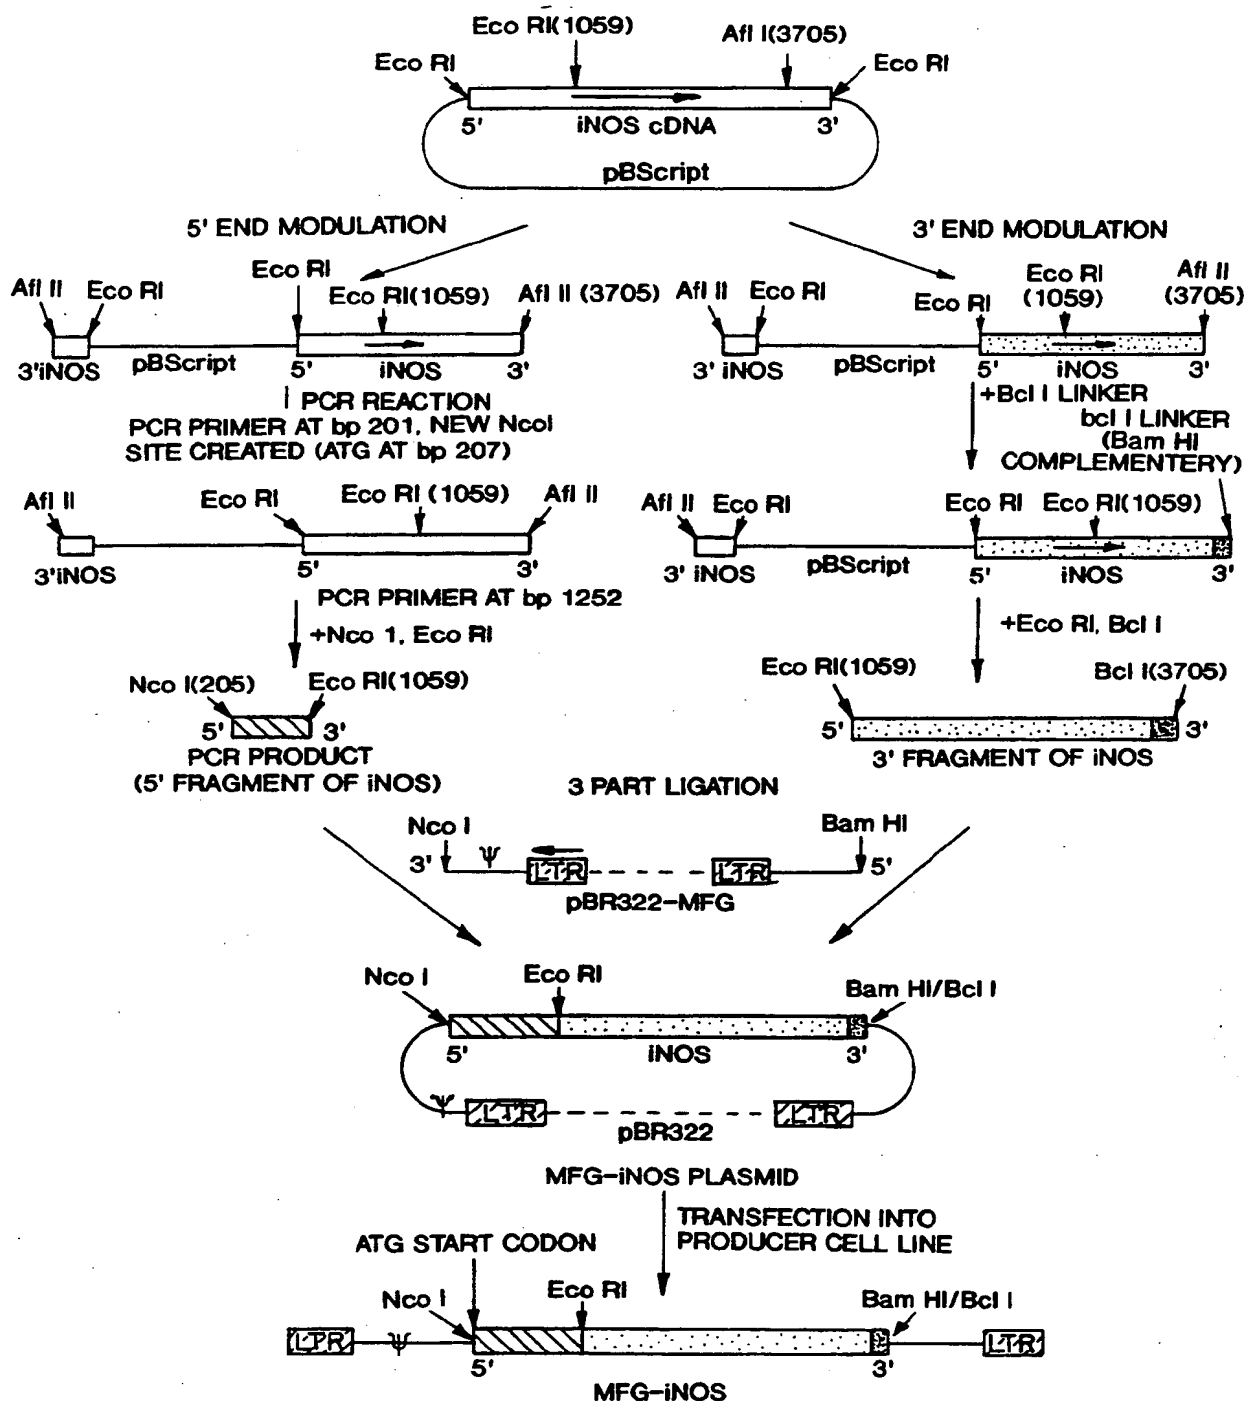 Eco RI(1059)
Afl I(3705)
Eco RI
Eco RI
5'
iNOS cDNA
3'
pBScript
5' END MODULATION
3' END MODULATION
Eco RI
Afl II
Eco RI
Eco RI(1059)
Afl II (3705)
3'iNOS
pBScript
5'
iNOS
3'
PCR REACTION
PCR PRIMER AT bp 201, NEW NcoI
SITE CREATED (ATG AT bp 207)
Afl II
Eco RI
Eco RI
Eco RI
(1059)
Afl II
(3705)
3' iNOS
pBScript
5'
iNOS
3'
+Bcl I LINKER
bcl I LINKER
(Bam HI
COMPLEMENTERY)
Afl II
Eco RI
Eco RI (1059)
Afl II
3'iNOS
5'
3'
PCR PRIMER AT bp 1252
+Nco 1, Eco RI
Afl II
Eco RI
Eco RI
Eco RI(1059)
3' iNOS
pBScript
5'
iNOS
3'
+Eco RI, Bcl I
Nco I(205)
Eco RI(1059)
5'
3'
PCR PRODUCT
(5' FRAGMENT OF iNOS)
Eco RI(1059)
Bcl I(3705)
5'
3'
3' FRAGMENT OF iNOS
3 PART LIGATION
Nco I
Bam HI
3'
Ψ
LTR
LTR
5'
pBR322-MFG
Nco I
Eco RI
Bam HI/Bcl I
5'
iNOS
3'
Ψ
LTR
LTR
pBR322
MFG-iNOS PLASMID
TRANSFECTION INTO
PRODUCER CELL LINE
ATG START CODON
Nco I
Eco RI
Bam HI/Bcl I
LTR
Ψ
LTR
5'
3'
MFG-iNOS